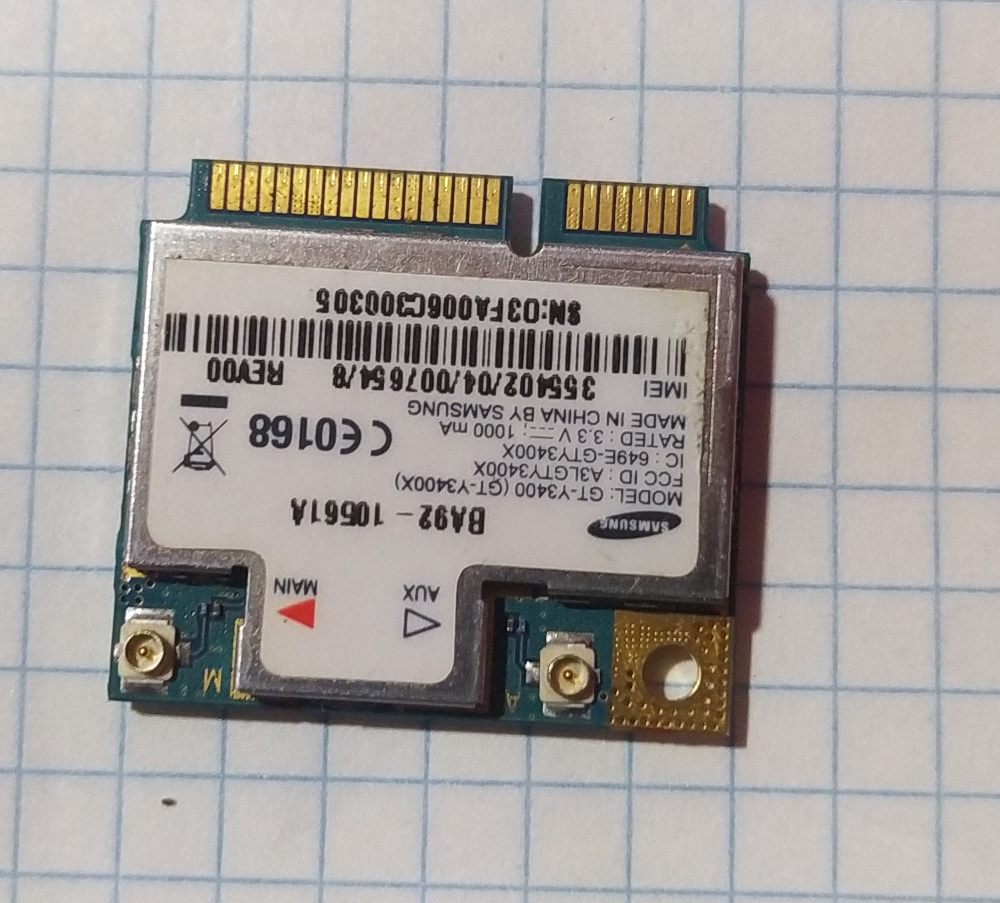 SAMSUNG
BA92 - 10561A
MODEL: GT-Y3400 (GT-Y3400X)
FCC ID : A3LGTY3400X
IC : 649E-GTY3400X
RATED : 3.3 V ; 1000 mA
MADE IN CHINA BY SAMSUNG
CE0168
IMEI 355402/04/007654/8 REV00
SN:03FA006C300305
AUX
MAIN
A
M